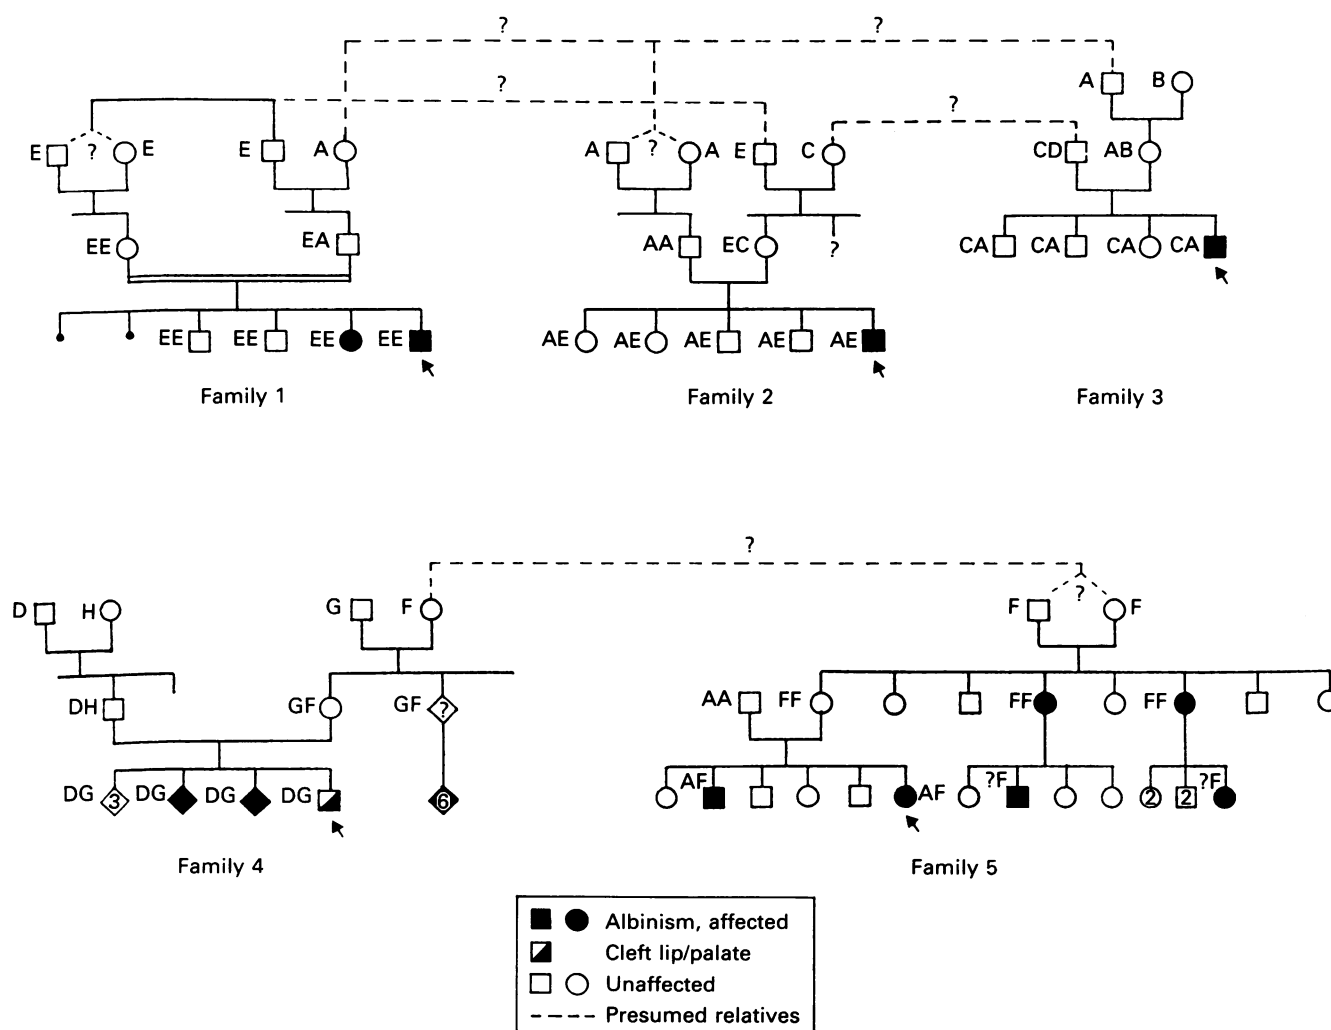 ? ?
A B
? ?
E ? E E A A ? A E C CD AB
EE EA AA EC ? CA CA CA CA
EE EE EE EE AE AE AE AE AE
Family 1 Family 2 Family 3
?
D H G F F ? F
DH GF GF ? AA FF FF FF
DG 3 DG DG DG 6 AF AF ?F 2 2 ?F
Family 4 Family 5
Albinism, affected
Cleft lip/palate
Unaffected
Presumed relatives